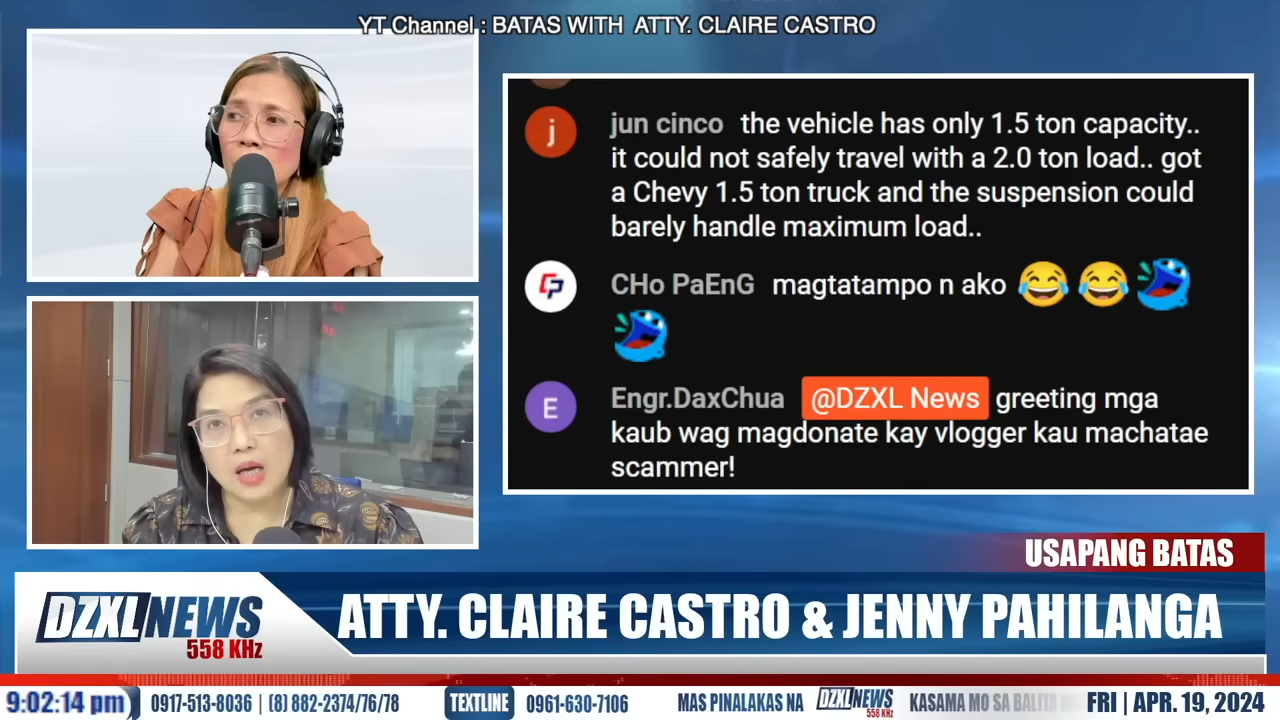 YT Channel : BATAS WITH ATTY. CLAIRE CASTRO
j
jun cinco the vehicle has only 1.5 ton capacity..
it could not safely travel with a 2.0 ton load.. got
a Chevy 1.5 ton truck and the suspension could
barely handle maximum load..
CP
CHo PaEnG magtatampo n ako 😂😂
E
Engr.DaxChua @DZXL News greeting mga
kaub wag magdonate kay vlogger kau machatae
scammer!
USAPANG BATAS
DZXL NEWS
558 KHz
ATTY. CLAIRE CASTRO & JENNY PAHILANGA
9:02:14 pm
0917-513-8036 | (8) 882-2374/76/78
TEXTLINE
0961-630-7106
MAS PINALAKAS NA
DZXL NEWS
558 KHz
KASAMA MO SA BALITA
FRI | APR. 19, 2024